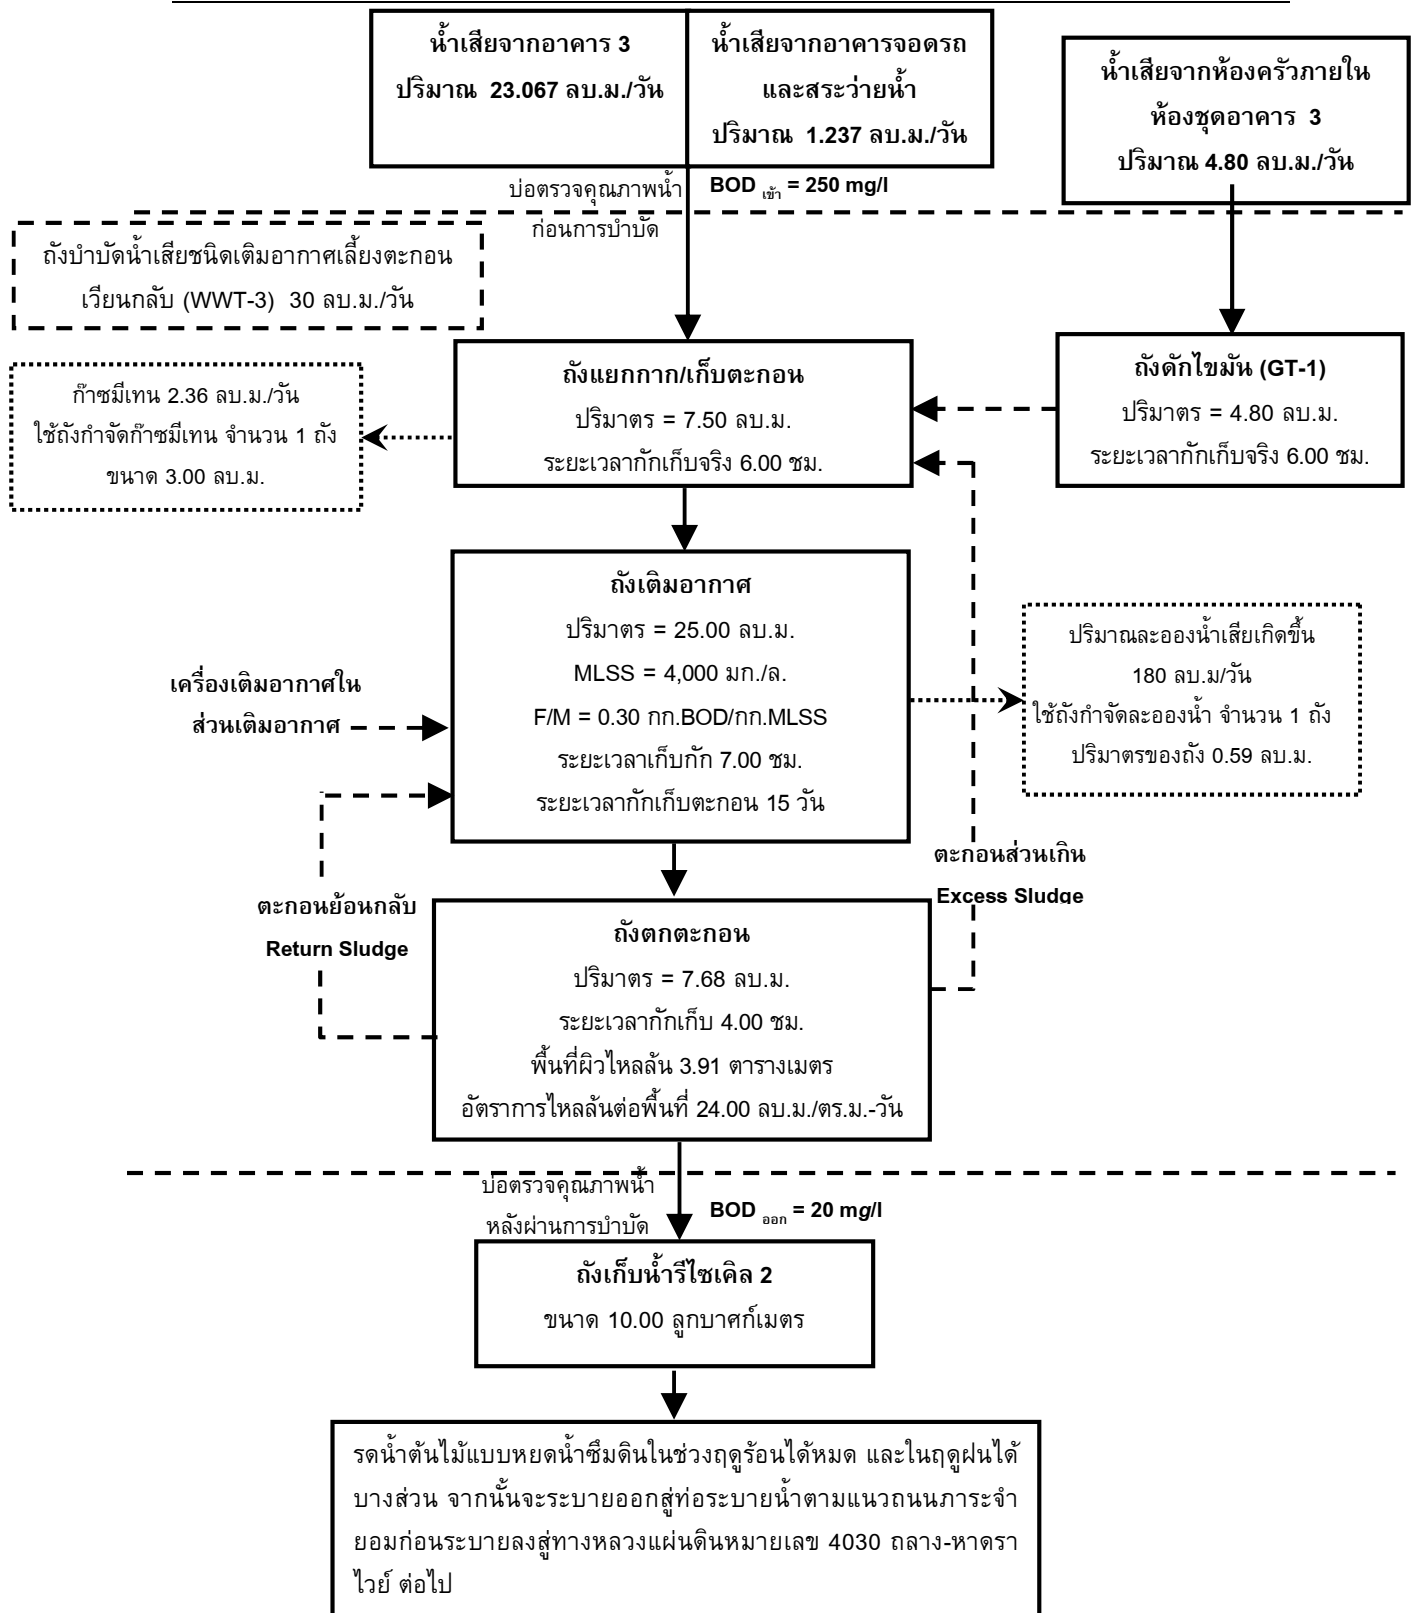 น้ำเสียจากอาคาร 3
ปริมาณ 23.067 ลบ.ม./วัน
น้ำเสียจากอาคารจอดรถ
และสระว่ายน้ำ
ปริมาณ 1.237 ลบ.ม./วัน
น้ำเสียจากห้องครัวภายใน
ห้องชุดอาคาร 3
ปริมาณ 4.80 ลบ.ม./วัน
บ่อตรวจคุณภาพน้ำ
ก่อนการบำบัด
BOD เข้า = 250 mg/l
ถังบำบัดน้ำเสียชนิดเติมอากาศเลี้ยงตะกอน
เวียนกลับ (WWT-3) 30 ลบ.ม./วัน
ถังแยกกาก/เก็บตะกอน
ปริมาตร = 7.50 ลบ.ม.
ระยะเวลากักเก็บจริง 6.00 ชม.
ถังดักไขมัน (GT-1)
ปริมาตร = 4.80 ลบ.ม.
ระยะเวลากักเก็บจริง 6.00 ชม.
ก๊าซมีเทน 2.36 ลบ.ม./วัน
ใช้ถังกำจัดก๊าซมีเทน จำนวน 1 ถัง
ขนาด 3.00 ลบ.ม.
ถังเติมอากาศ
ปริมาตร = 25.00 ลบ.ม.
MLSS = 4,000 มก./ล.
F/M = 0.30 กก.BOD/กก.MLSS
ระยะเวลาเก็บกัก 7.00 ชม.
ระยะเวลากักเก็บตะกอน 15 วัน
เครื่องเติมอากาศใน
ส่วนเติมอากาศ
ปริมาณละอองน้ำเสียเกิดขึ้น
180 ลบ.ม/วัน
ใช้ถังกำจัดละอองน้ำ จำนวน 1 ถัง
ปริมาตรของถัง 0.59 ลบ.ม.
ตะกอนส่วนเกิน
Excess Sludge
ตะกอนย้อนกลับ
Return Sludge
ถังตกตะกอน
ปริมาตร = 7.68 ลบ.ม.
ระยะเวลากักเก็บ 4.00 ชม.
พื้นที่ผิวไหลล้น 3.91 ตารางเมตร
อัตราการไหลล้นต่อพื้นที่ 24.00 ลบ.ม./ตร.ม.-วัน
บ่อตรวจคุณภาพน้ำ
หลังผ่านการบำบัด
BOD ออก = 20 mg/l
ถังเก็บน้ำรีไซเคิล 2
ขนาด 10.00 ลูกบาศก์เมตร
รดน้ำต้นไม้แบบหยดน้ำซึมดินในช่วงฤดูร้อนได้หมด และในฤดูฝนได้
บางส่วน จากนั้นจะระบายออกสู่ท่อระบายน้ำตามแนวถนนภาระจำ
ยอมก่อนระบายลงสู่ทางหลวงแผ่นดินหมายเลข 4030 ถลาง-หาดรา
ไวย์ ต่อไป